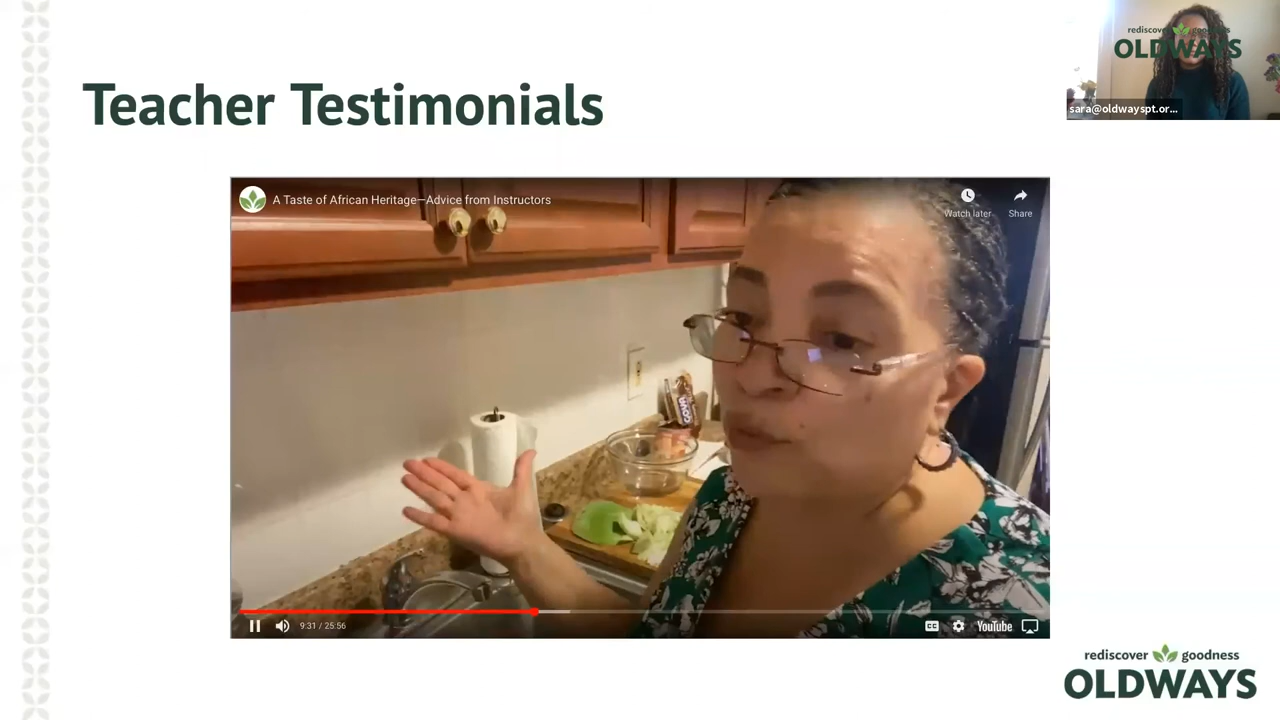 Teacher Testimonials
rediscover goodness
OLDWAYS
sara@oldwayspt.or...
A Taste of African Heritage—Advice from Instructors
Watch later
Share
9:31 / 25:56
CC
YouTube
rediscover goodness
OLDWAYS